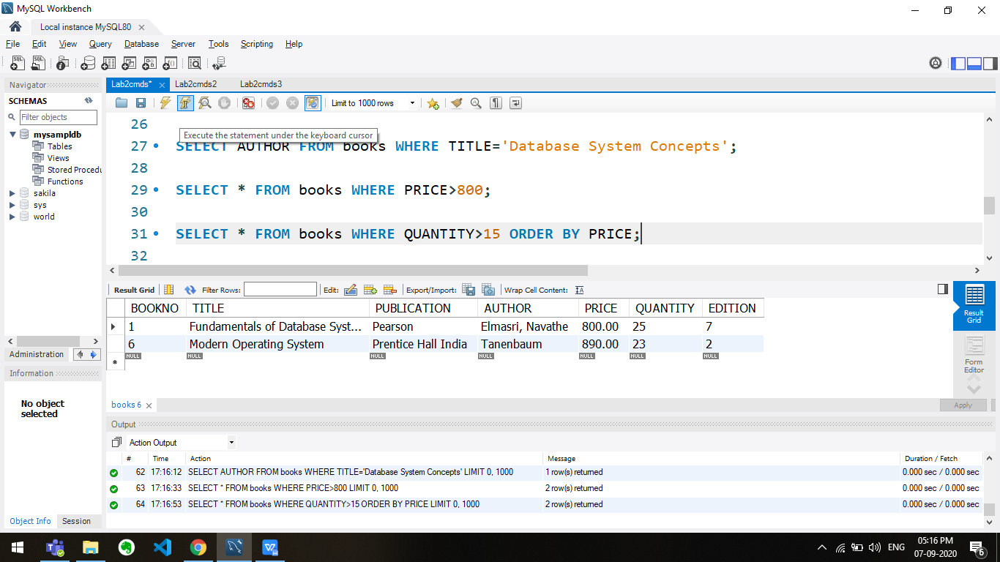 MySQL Workbench
Local instance MySQL80
File Edit View Query Database Server Tools Scripting Help
Navigator
SCHEMAS
Filter objects
mysampldb
Tables
Views
Stored Procedu
Functions
sakila
sys
world
Administration
Information
No object
selected
Object Info Session
Lab2cmds* Lab2cmds2 Lab2cmds3
Limit to 1000 rows
26
Execute the statement under the keyboard cursor
27 SELECT AUTHOR FROM books WHERE TITLE='Database System Concepts';
28
29 SELECT * FROM books WHERE PRICE>800;
30
31 SELECT * FROM books WHERE QUANTITY>15 ORDER BY PRICE;
32
Result Grid Filter Rows: Edit: Export/Import: Wrap Cell Content:
BOOKNO TITLE PUBLICATION AUTHOR PRICE QUANTITY EDITION
1 Fundamentals of Database Syst... Pearson Elmasri, Navathe 800.00 25 7
6 Modern Operating System Prentice Hall India Tanenbaum 890.00 23 2
NULL NULL NULL NULL NULL NULL NULL
Result
Grid
Form
Editor
books 6
Apply
Output
Action Output
# Time Action Message Duration / Fetch
62 17:16:12 SELECT AUTHOR FROM books WHERE TITLE='Database System Concepts' LIMIT 0, 1000 1 row(s) returned 0.000 sec / 0.000 sec
63 17:16:33 SELECT * FROM books WHERE PRICE>800 LIMIT 0, 1000 2 row(s) returned 0.000 sec / 0.000 sec
64 17:16:53 SELECT * FROM books WHERE QUANTITY>15 ORDER BY PRICE LIMIT 0, 1000 2 row(s) returned 0.000 sec / 0.000 sec
ENG
05:16 PM
07-09-2020
6